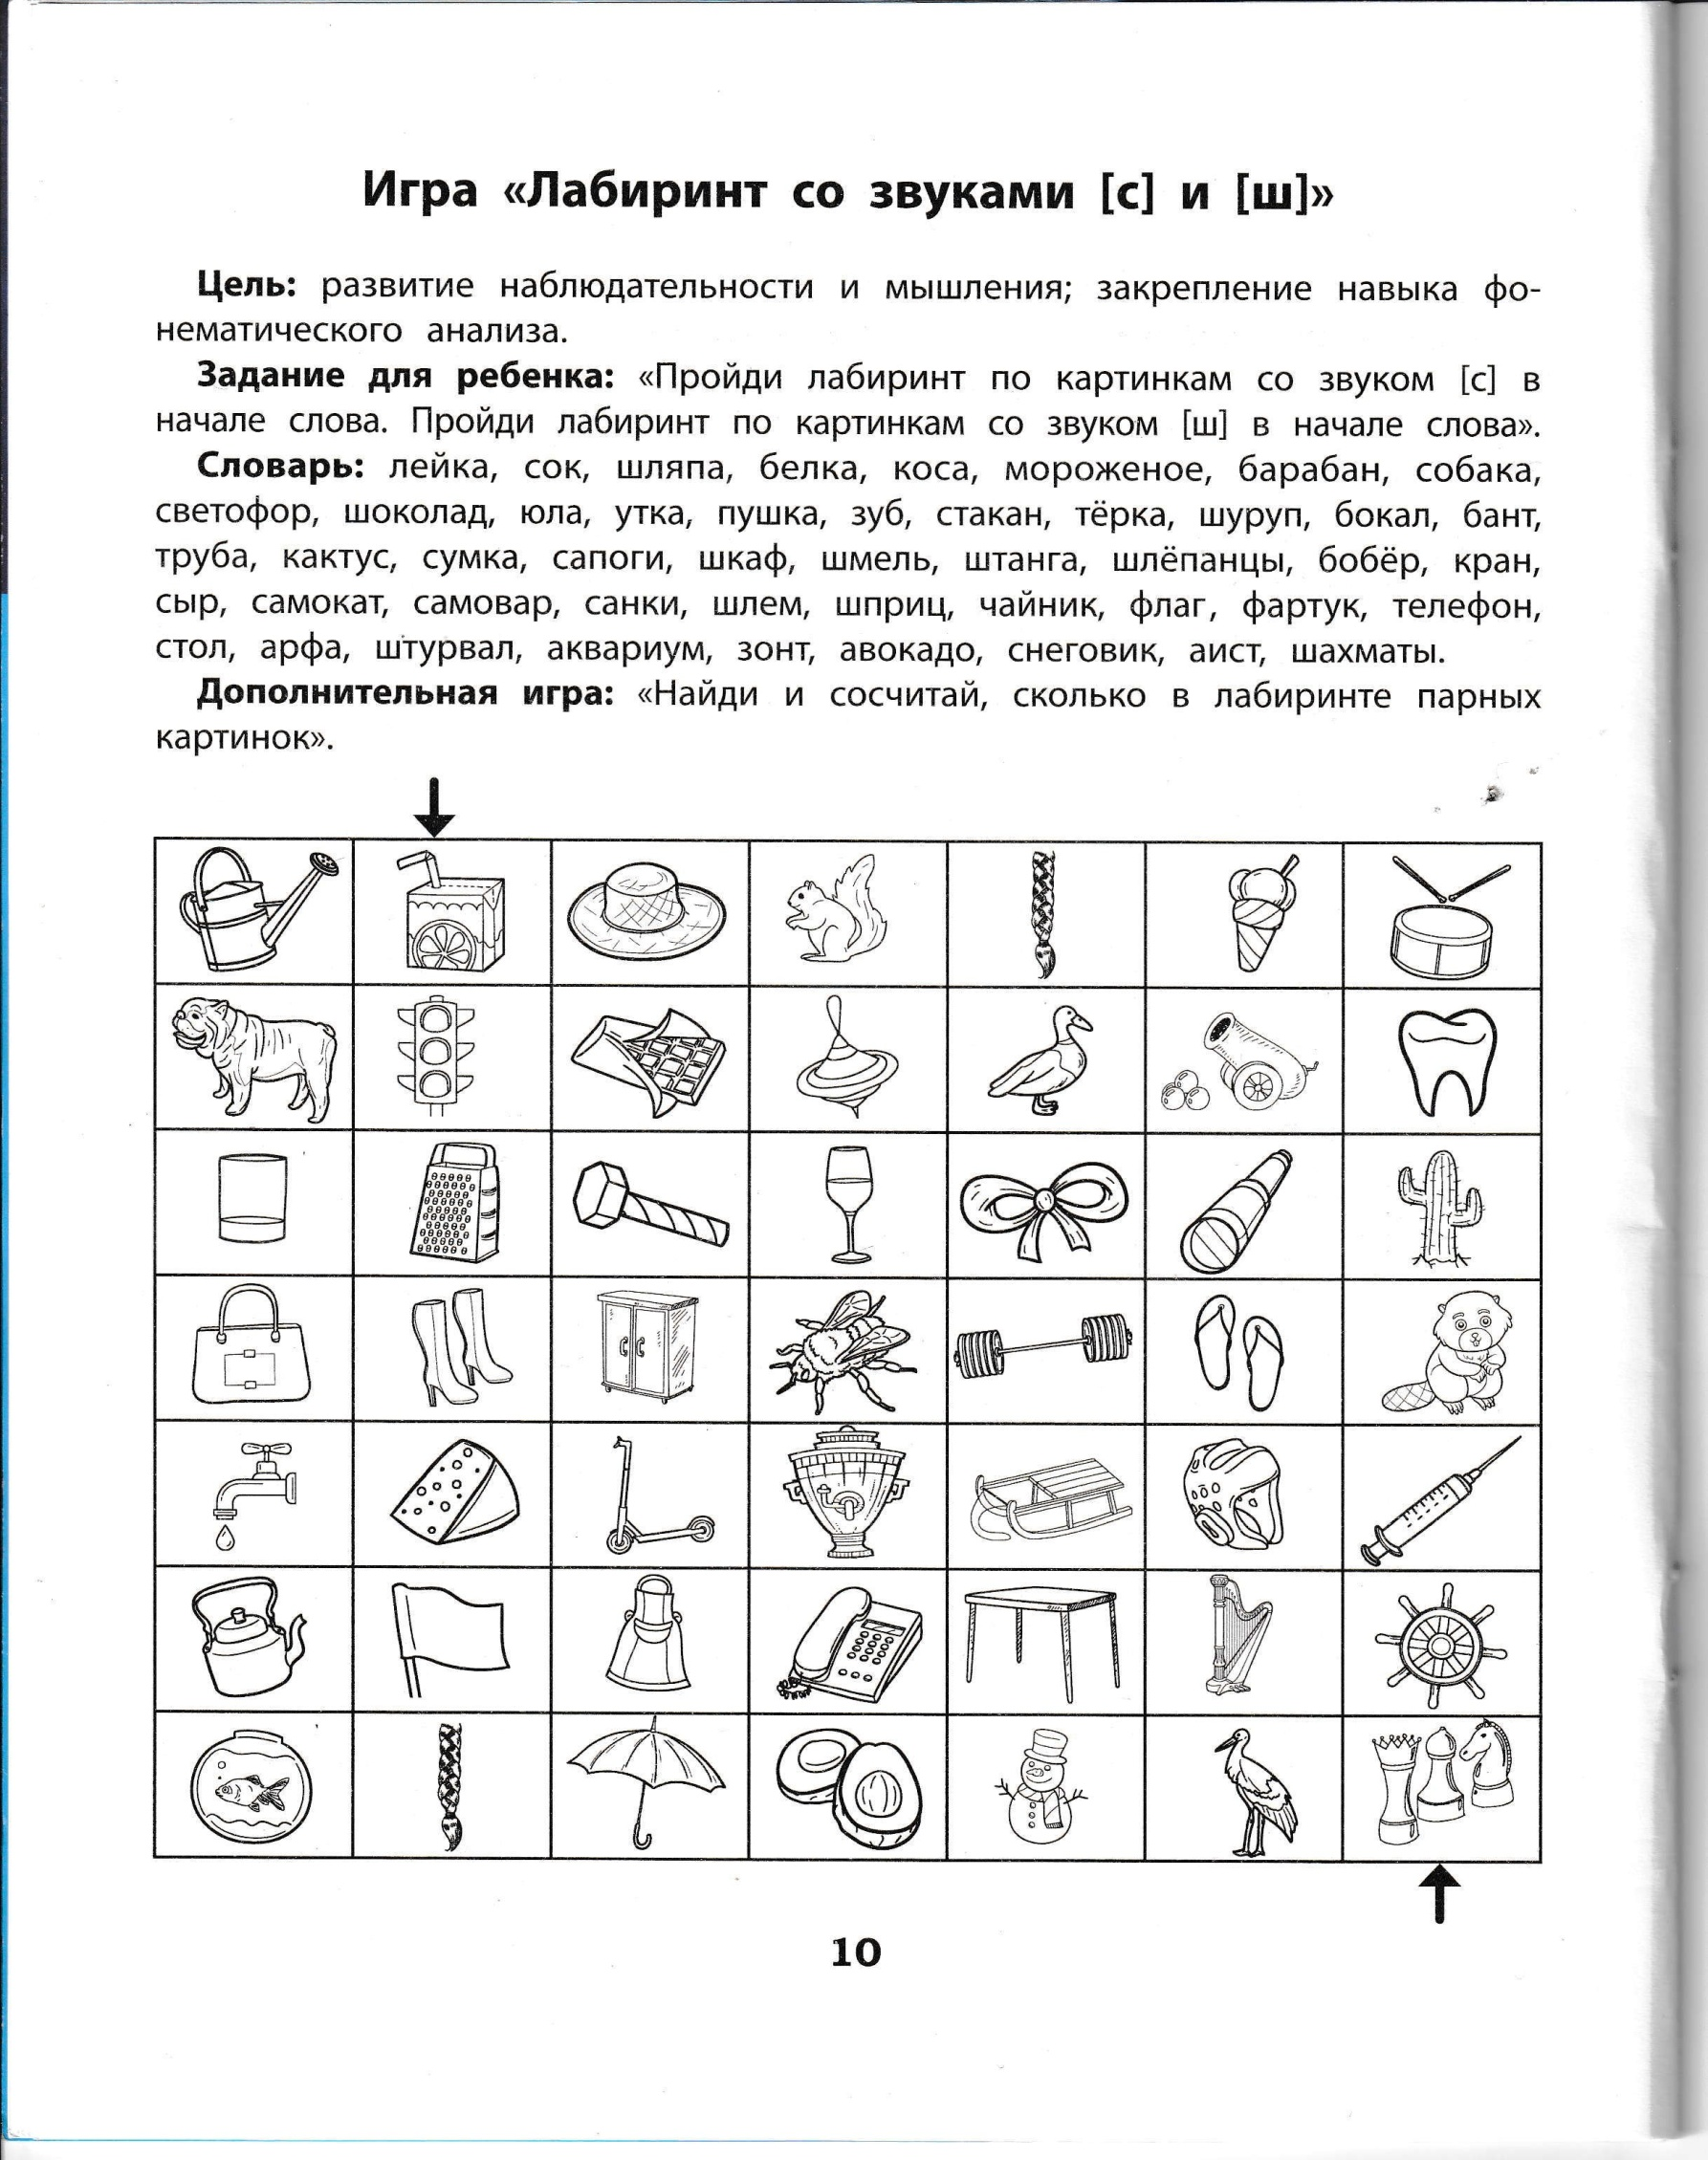 Игра «Лабиринт со звуками [с] и [ш]»
Цель: развитие наблюдательности и мышления; закрепление навыка фо-
нематического анализа.
Задание для ребенка: «Пройди лабиринт по картинкам со звуком [с] в
начале слова. Пройди лабиринт по картинкам со звуком [ш] в начале слова».
Словарь: лейка, сок, шляпа, белка, коса, мороженое, барабан, собака,
светофор, шоколад, юла, утка, пушка, зуб, стакан, тёрка, шуруп, бокал, бант,
труба, кактус, сумка, сапоги, шкаф, шмель, штанга, шлёпанцы, бобёр, кран,
сыр, самокат, самовар, санки, шлем, шприц, чайник, флаг, фартук, телефон,
стол, арфа, штурвал, аквариум, зонт, авокадо, снеговик, аист, шахматы.
Дополнительная игра: «Найди и сосчитай, сколько в лабиринте парных
картинок».
10